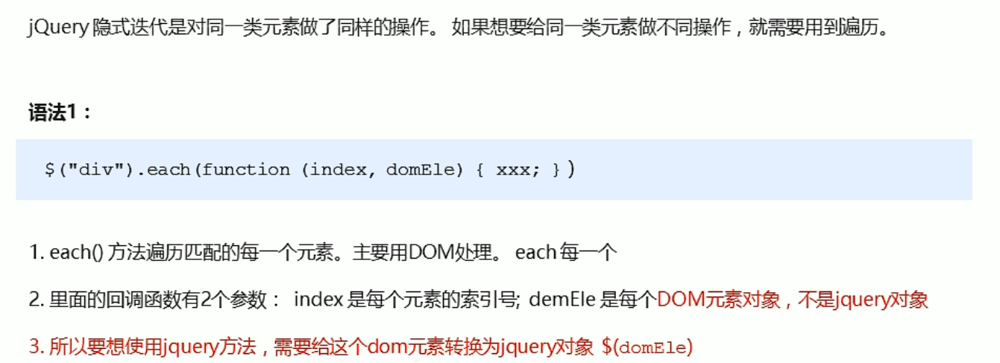 jQuery 隐式迭代是对同一类元素做了同样的操作。 如果想要给同一类元素做不同操作，就需要用到遍历。
语法1：
$("div").each(function (index, domEle) { xxx; } )
1. each() 方法遍历匹配的每一个元素。主要用DOM处理。 each 每一个
2. 里面的回调函数有2个参数： index 是每个元素的索引号; demEle 是每个DOM元素对象，不是jquery对象
3. 所以要想使用jquery方法，需要给这个dom元素转换为jquery对象 $(domEle)